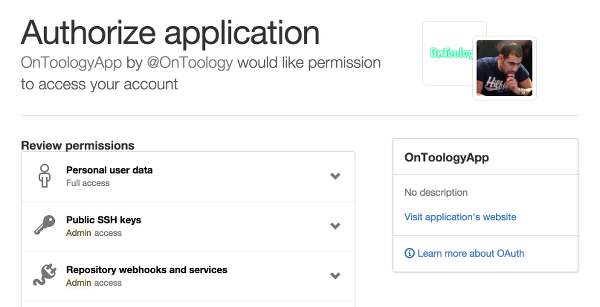 Authorize application
OnToologyApp by @OnToology would like permission
to access your account
OnToology
Review permissions
Personal user data
Full access
Public SSH keys
Admin access
Repository webhooks and services
Admin access
OnToologyApp
No description
Visit application's website
Learn more about OAuth